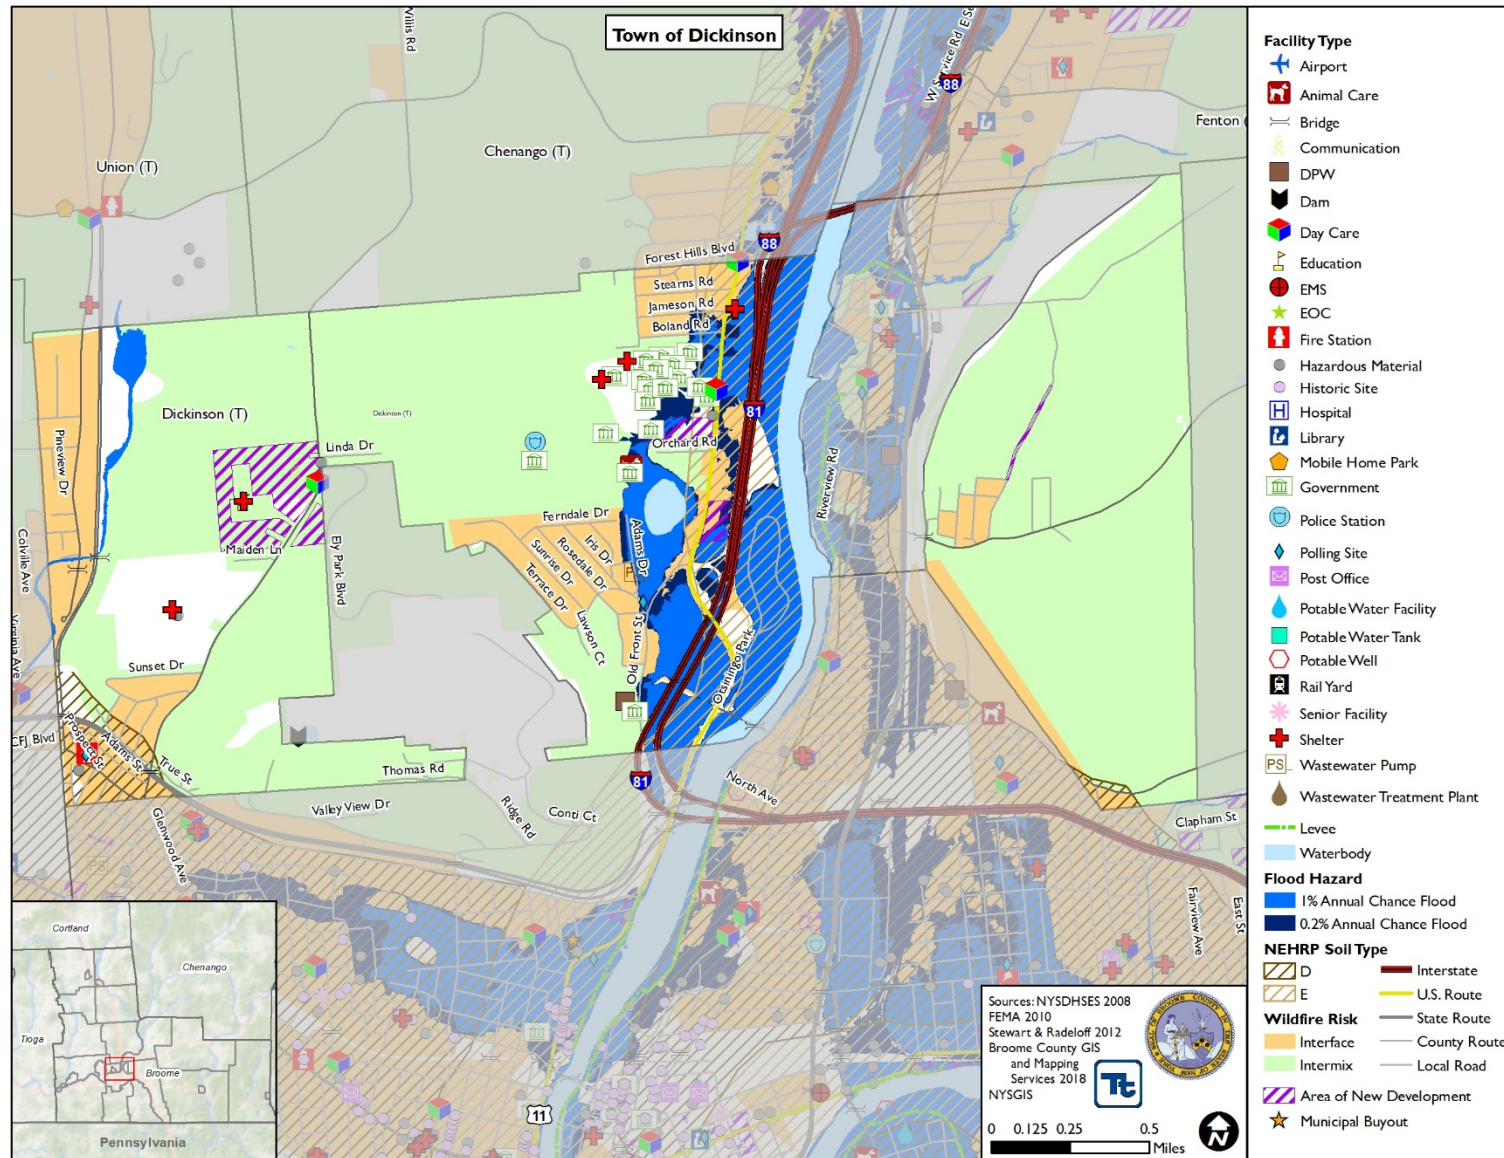 Town of Dickinson
Willis Rd
W Service Rd
E Se
88
Fenton (
Union (T)
Chenango (T)
Forest Hills Blvd
88
Stearns Rd
Jameson Rd
Boland Rd
81
Dickinson (T)
Dickinson (T)
Linda Dr
Orchard Rd
Pineview Dr
Riverview Rd
Ferndale Dr
Adams Dr
Iris Dr
Rosedale Dr
Sunrise Dr
Terrace Dr
Maiden Ln
Ely Park Blvd
Colville Ave
Virginia Ave
Lawson Ct
Old Front St
Otsiningo Park
Sunset Dr
CFJ Blvd
Prospect St
Adams St
True St
Thomas Rd
81
North Ave
Valley View Dr
Ridge Rd
Conti Ct
Glenwood Ave
Clapham St
Fairview Ave
East St
PS
11
Cortland
Chenango
Tioga
Broome
Pennsylvania
Sources: NYSDHSES 2008
FEMA 2010
Stewart & Radeloff 2012
Broome County GIS
and Mapping
Services 2018
NYSGIS
Tt
0 0.125 0.25 0.5
Miles
N
Facility Type
Airport
Animal Care
Bridge
Communication
DPW
Dam
Day Care
Education
EMS
EOC
Fire Station
Hazardous Material
Historic Site
Hospital
Library
Mobile Home Park
Government
Police Station
Polling Site
Post Office
Potable Water Facility
Potable Water Tank
Potable Well
Rail Yard
Senior Facility
Shelter
PS Wastewater Pump
Wastewater Treatment Plant
Levee
Waterbody
Flood Hazard
1% Annual Chance Flood
0.2% Annual Chance Flood
NEHRP Soil Type
D
Interstate
E
U.S. Route
Wildfire Risk
State Route
Interface
County Route
Intermix
Local Road
Area of New Development
Municipal Buyout